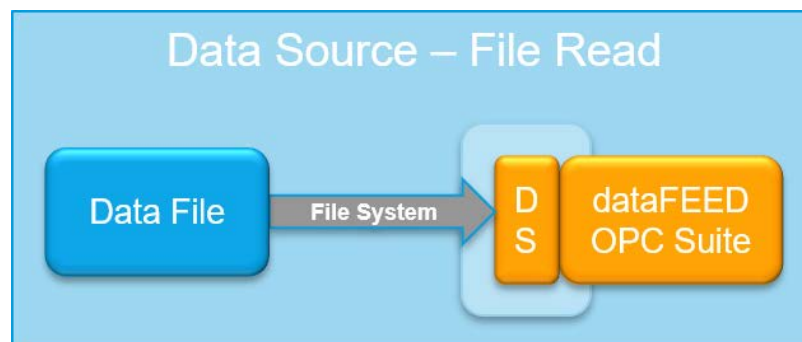 Data Source – File Read
Data File
File System
D
S
dataFEED
OPC Suite